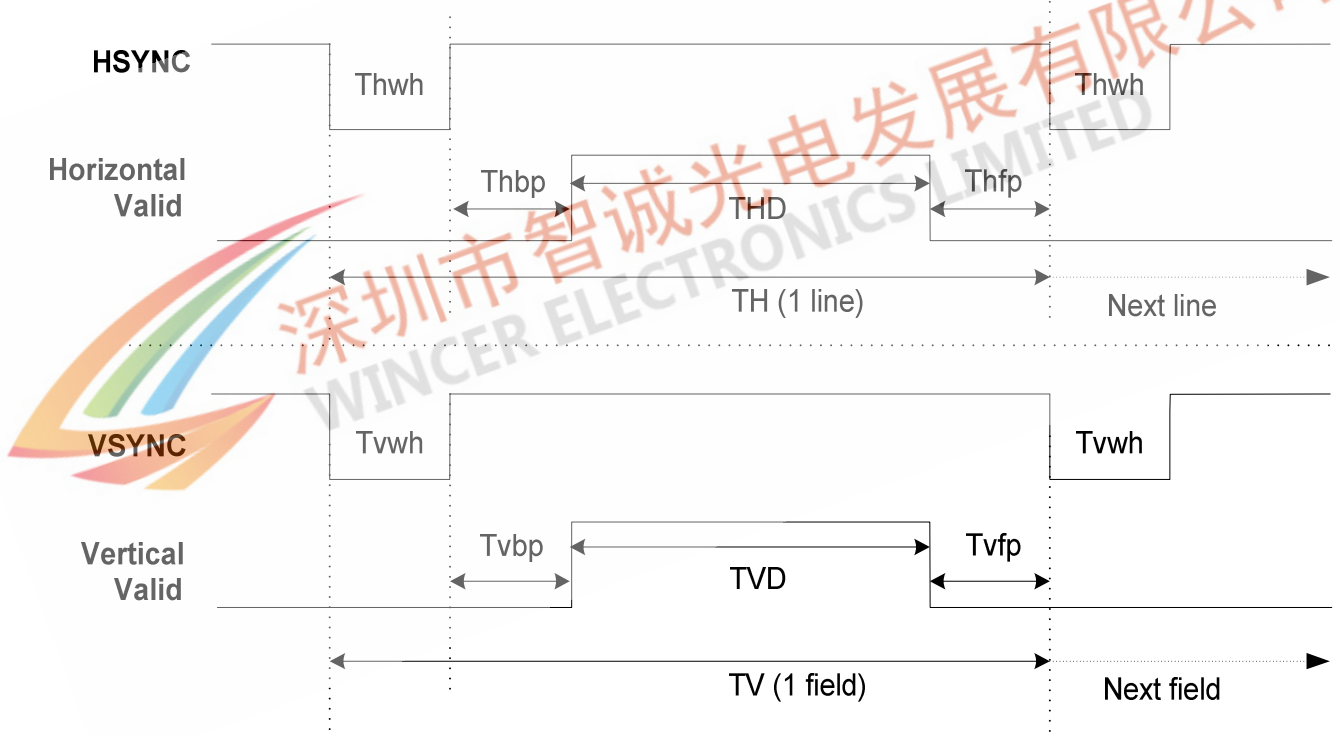 HSYNC
Thwh
Thwh
Horizontal
Valid
Thbp
THD
Thfp
TH (1 line)
Next line
深圳市智诚光电发展有限公司
WINCER ELECTRONICS LIMITED
VSYNC
Tvwh
Tvwh
Vertical
Valid
Tvbp
TVD
Tvfp
TV (1 field)
Next field